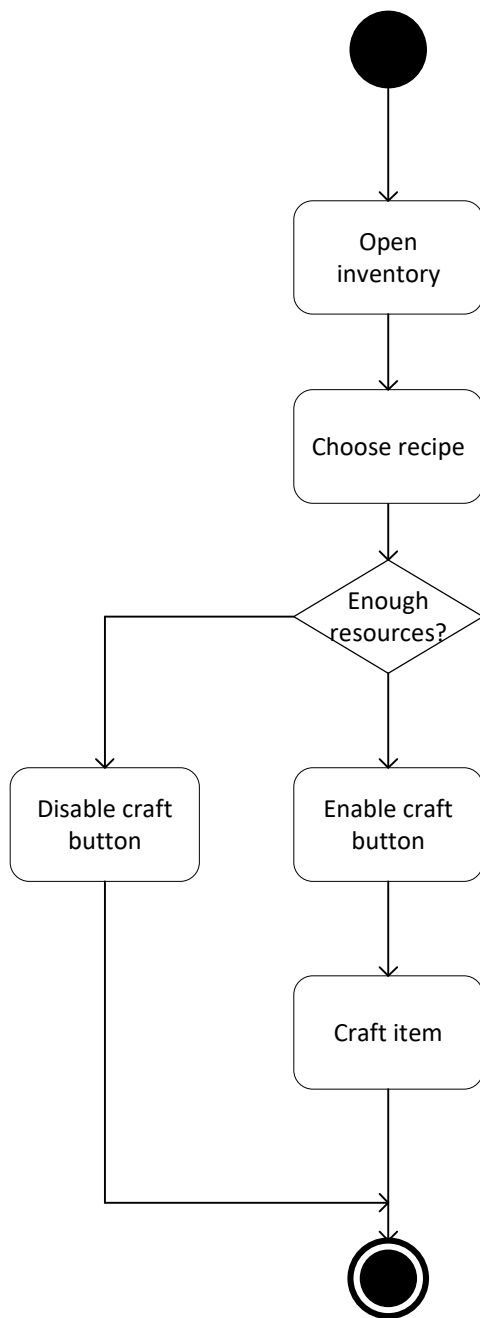 Open
inventory
Choose recipe
Enough
resources?
Disable craft
button
Enable craft
button
Craft item